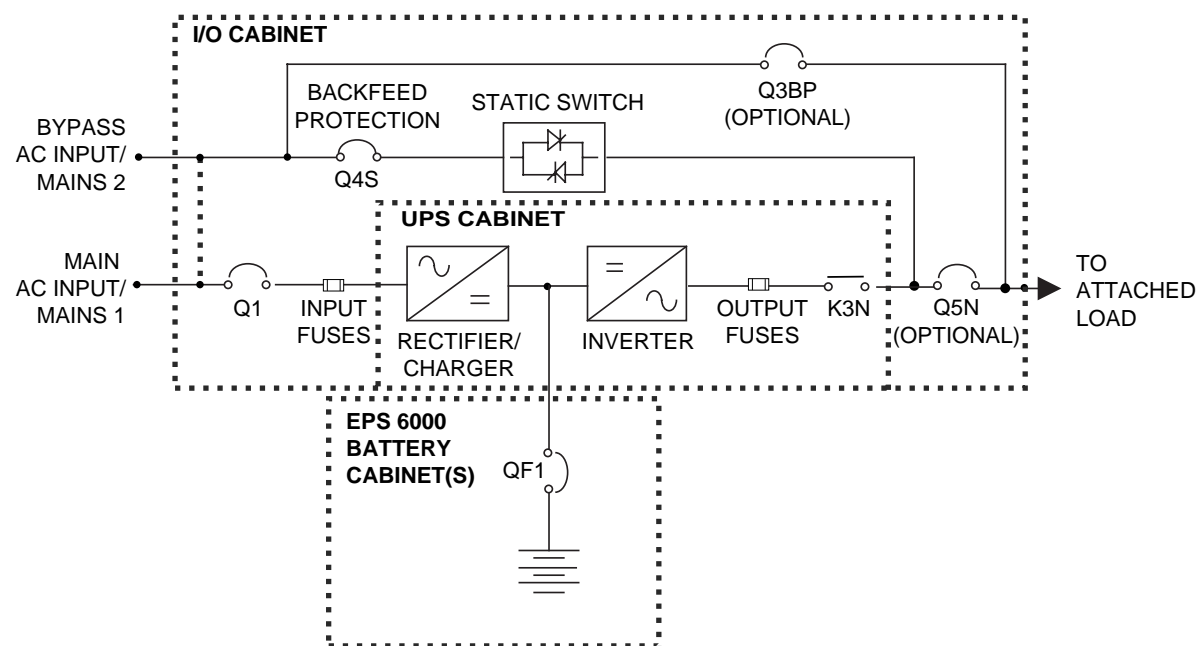 I/O CABINET
BACKFEED
PROTECTION
STATIC SWITCH
Q3BP
(OPTIONAL)
BYPASS
AC INPUT/
MAINS 2
Q4S
UPS CABINET
MAIN
AC INPUT/
MAINS 1
Q1
INPUT
FUSES
RECTIFIER/
CHARGER
INVERTER
OUTPUT
FUSES
K3N
Q5N
(OPTIONAL)
TO
ATTACHED
LOAD
EPS 6000
BATTERY
CABINET(S)
QF1